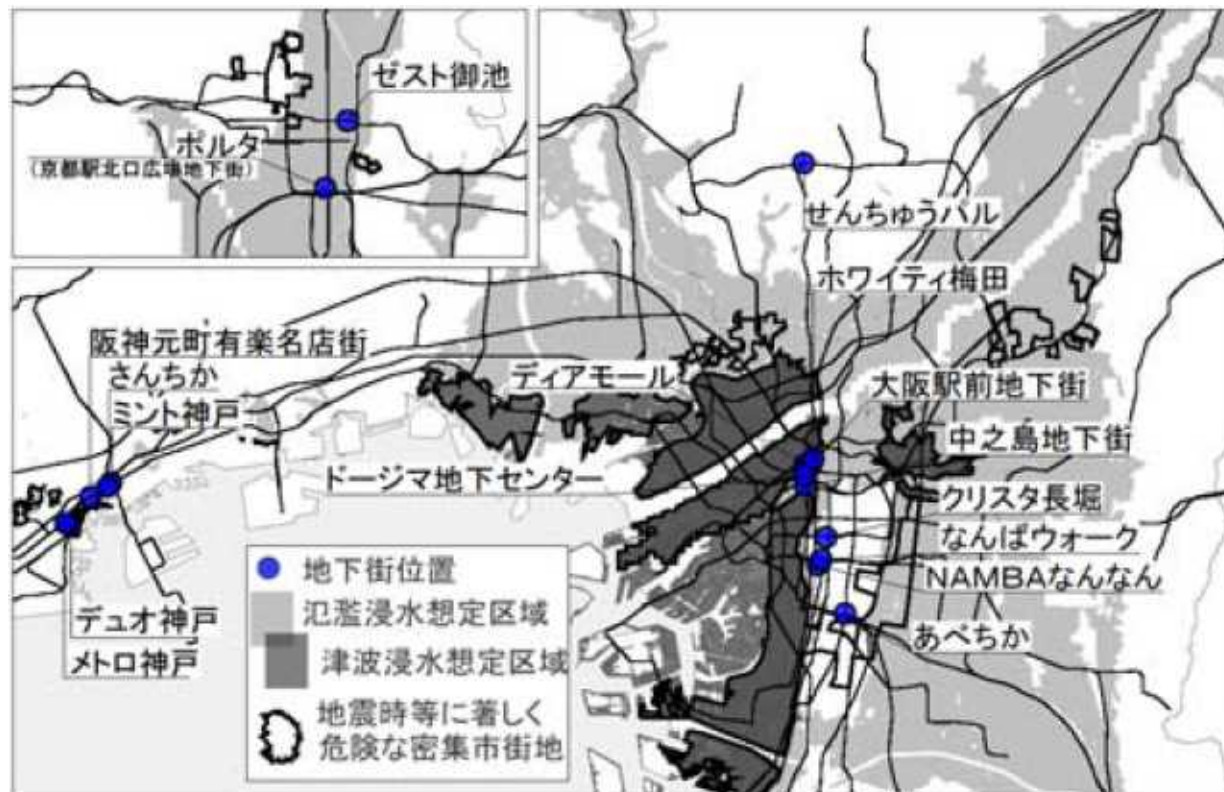 ゼスト御池
ポルタ
(京都駅北口広場地下街)
せんちゅうパル
ホワイティ梅田
阪神元町有楽名店街
さんちか
ミント神戸
ディアモール
大阪駅前地下街
中之島地下街
ドージマ地下センター
クリスタ長堀
なんばウォーク
NAMBAなんなん
あべちか
デュオ神戸
メトロ神戸
地下街位置
氾濫浸水想定区域
津波浸水想定区域
地震時等に著しく
危険な密集市街地